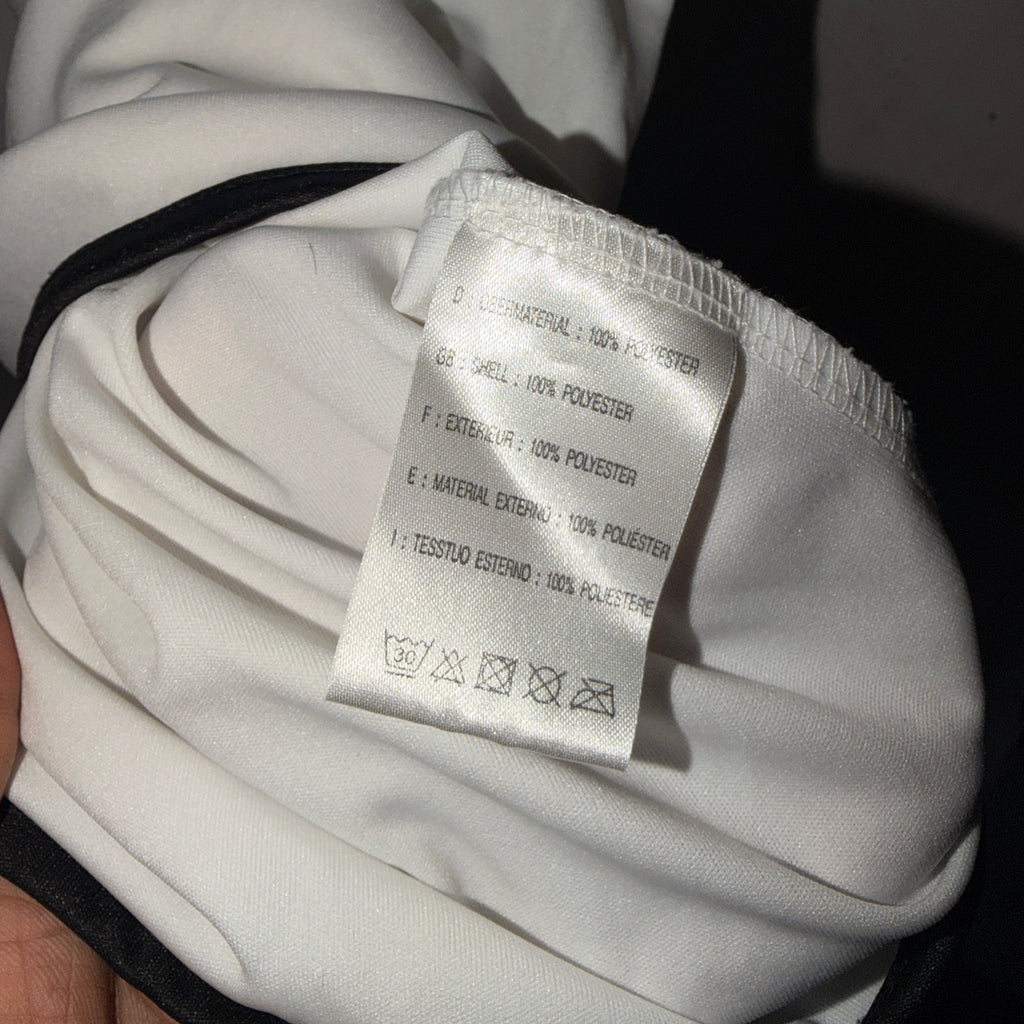 D : OBERMATERIAL : 100% POLYESTER
GB : SHELL : 100% POLYESTER
F : EXTERIEUR : 100% POLYESTER
E : MATERIAL EXTERNO : 100% POLIÉSTER
I : TESSTUO ESTERNO : 100% POLIESTERE
30